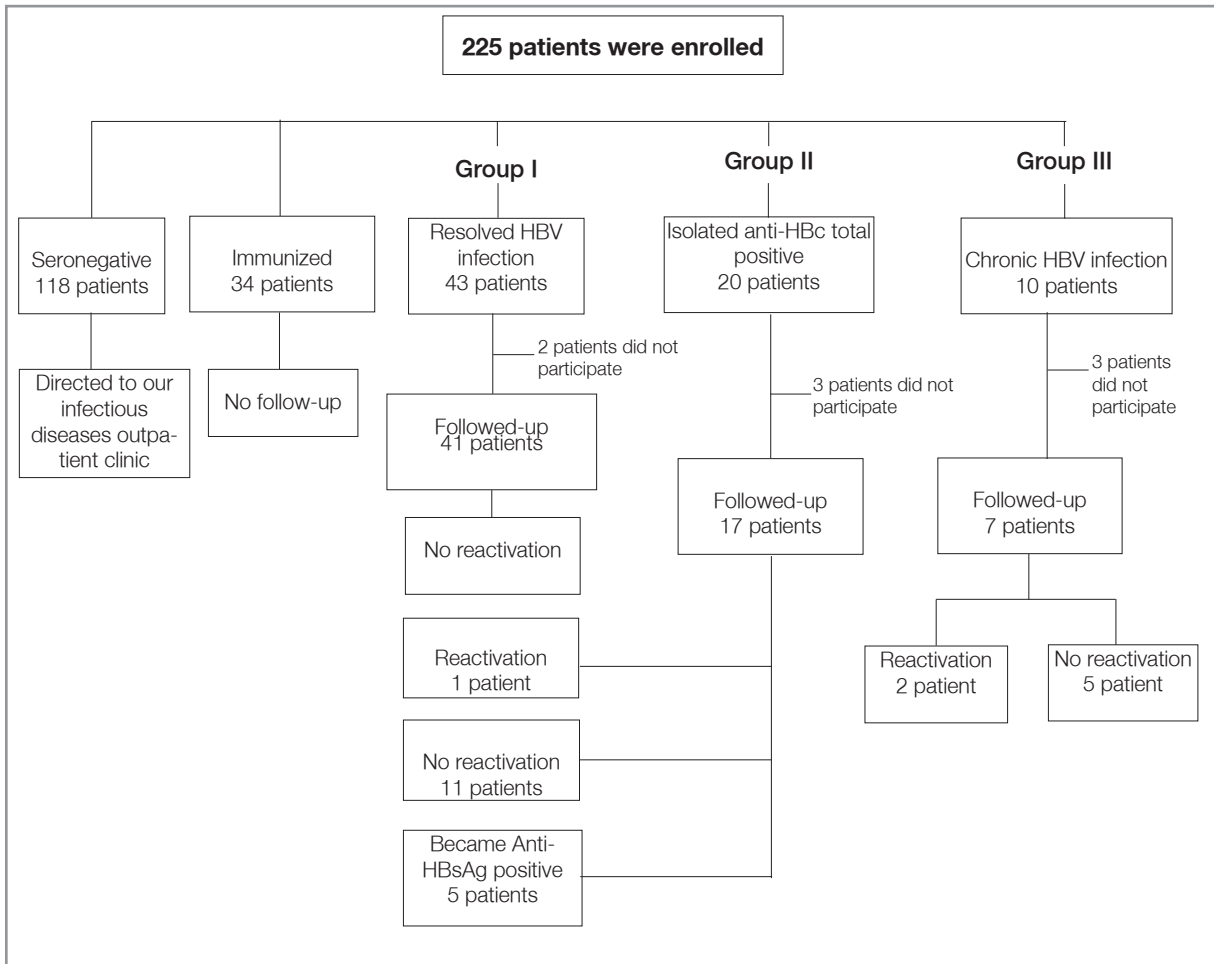 225 patients were enrolled
Group I
Group II
Group III
Seronegative
118 patients
Immunized
34 patients
Resolved HBV
infection
43 patients
Isolated anti-HBc total
positive
20 patients
Chronic HBV infection
10 patients
2 patients did not
participate
3 patients did not
participate
3 patients
did not
participate
Directed to our
infectious
diseases outpa-
tient clinic
No follow-up
Followed-up
41 patients
Followed-up
17 patients
Followed-up
7 patients
No reactivation
Reactivation
1 patient
No reactivation
11 patients
Became Anti-
HBsAg positive
5 patients
Reactivation
2 patient
No reactivation
5 patient